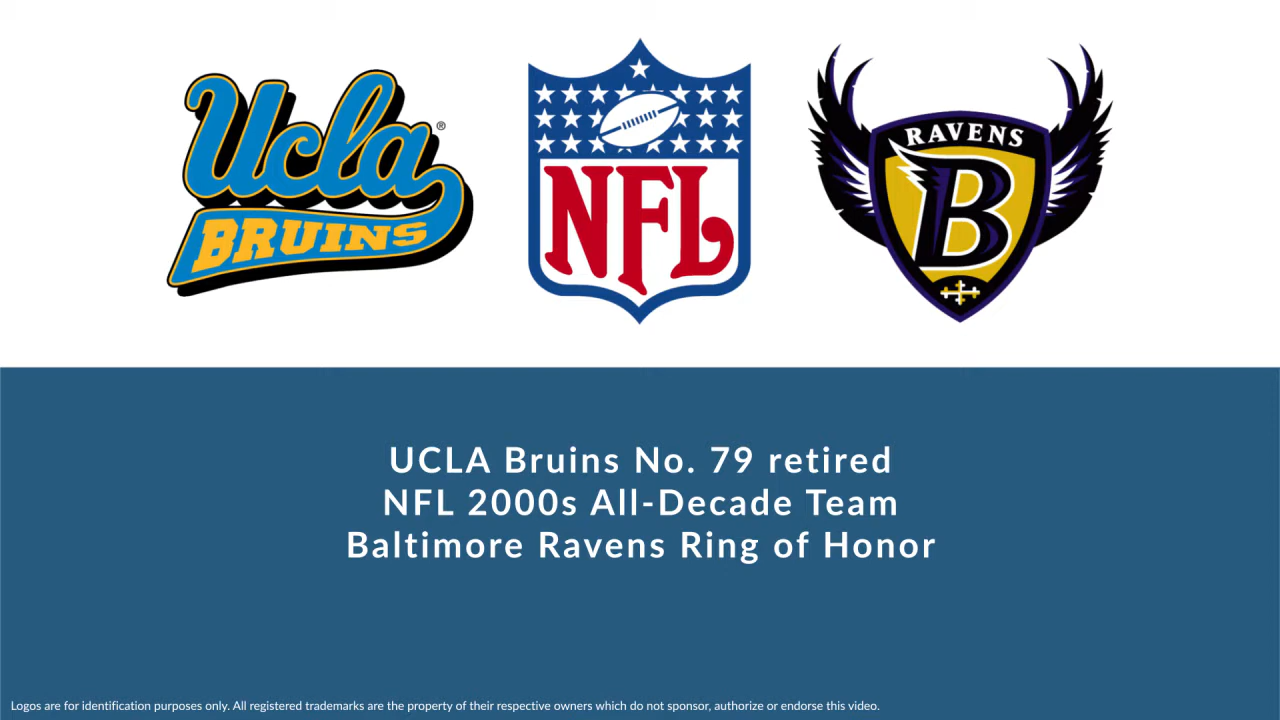 Ucla
®
BRUINS
NFL
RAVENS
B
UCLA Bruins No. 79 retired
NFL 2000s All-Decade Team
Baltimore Ravens Ring of Honor
Logos are for identification purposes only. All registered trademarks are the property of their respective owners which do not sponsor, authorize or endorse this video.